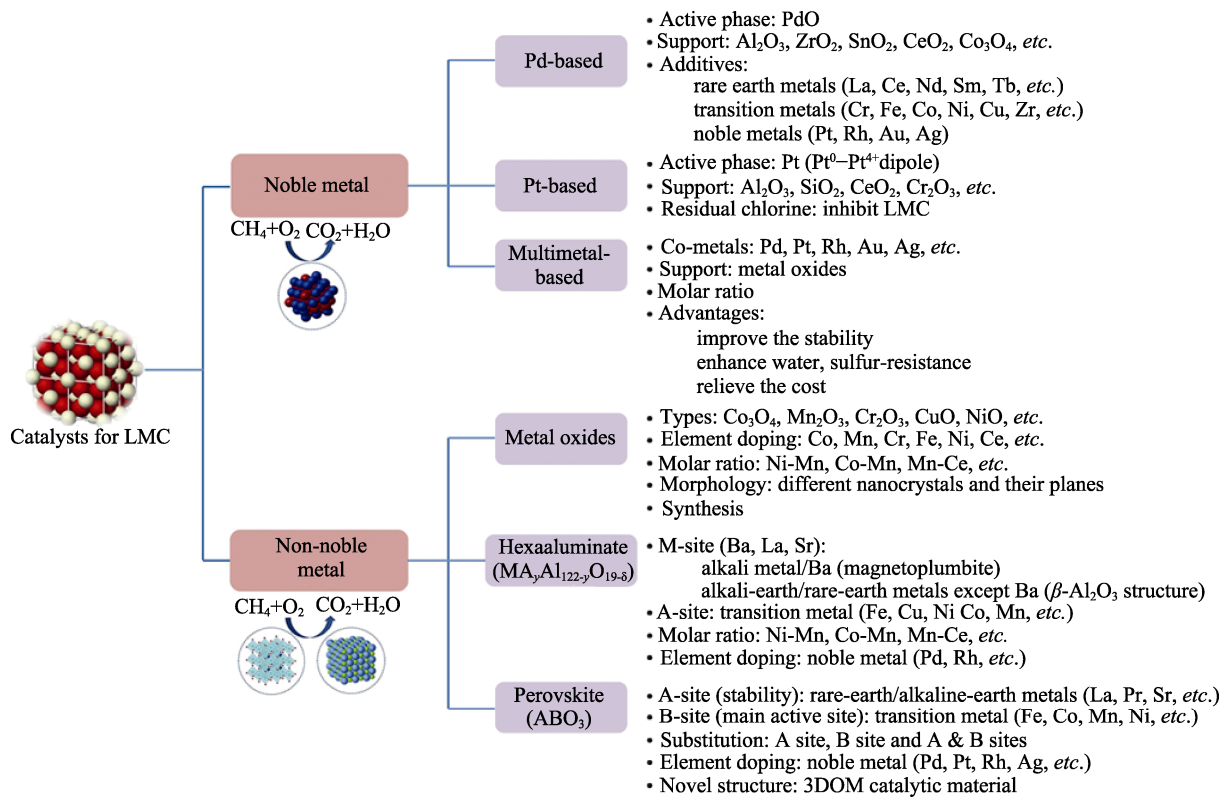 Catalysts for LMC
Noble metal
CH₄+O₂ CO₂+H₂O
Pd-based
• Active phase: PdO
• Support: Al₂O₃, ZrO₂, SnO₂, CeO₂, Co₃O₄, etc.
• Additives:
rare earth metals (La, Ce, Nd, Sm, Tb, etc.)
transition metals (Cr, Fe, Co, Ni, Cu, Zr, etc.)
noble metals (Pt, Rh, Au, Ag)
Pt-based
• Active phase: Pt (Pt⁰−Pt⁴⁺dipole)
• Support: Al₂O₃, SiO₂, CeO₂, Cr₂O₃, etc.
• Residual chlorine: inhibit LMC
Multimetal-
based
• Co-metals: Pd, Pt, Rh, Au, Ag, etc.
• Support: metal oxides
• Molar ratio
• Advantages:
improve the stability
enhance water, sulfur-resistance
relieve the cost
Non-noble
metal
CH₄+O₂ CO₂+H₂O
Metal oxides
• Types: Co₃O₄, Mn₂O₃, Cr₂O₃, CuO, NiO, etc.
• Element doping: Co, Mn, Cr, Fe, Ni, Ce, etc.
• Molar ratio: Ni-Mn, Co-Mn, Mn-Ce, etc.
• Morphology: different nanocrystals and their planes
• Synthesis
Hexaaluminate
(MAyAl122-yO19-δ)
• M-site (Ba, La, Sr):
alkali metal/Ba (magnetoplumbite)
alkali-earth/rare-earth metals except Ba (β-Al₂O₃ structure)
• A-site: transition metal (Fe, Cu, Ni Co, Mn, etc.)
• Molar ratio: Ni-Mn, Co-Mn, Mn-Ce, etc.
• Element doping: noble metal (Pd, Rh, etc.)
Perovskite
(ABO₃)
• A-site (stability): rare-earth/alkaline-earth metals (La, Pr, Sr, etc.)
• B-site (main active site): transition metal (Fe, Co, Mn, Ni, etc.)
• Substitution: A site, B site and A & B sites
• Element doping: noble metal (Pd, Pt, Rh, Ag, etc.)
• Novel structure: 3DOM catalytic material